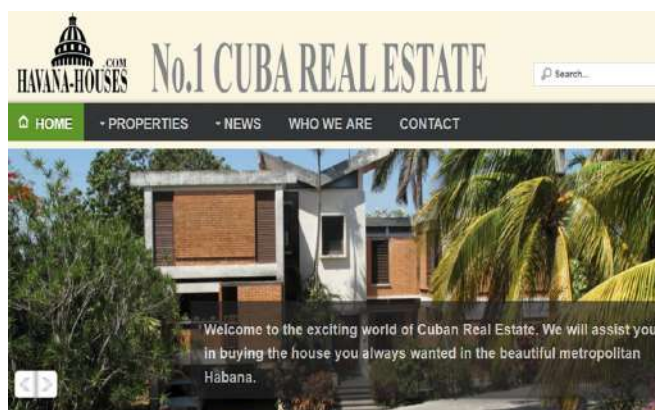 .COM
HAVANA-HOUSES
No.1 CUBA REAL ESTATE
Search...
HOME
PROPERTIES
NEWS
WHO WE ARE
CONTACT
Welcome to the exciting world of Cuban Real Estate. We will assist you
in buying the house you always wanted in the beautiful metropolitan
Habana.